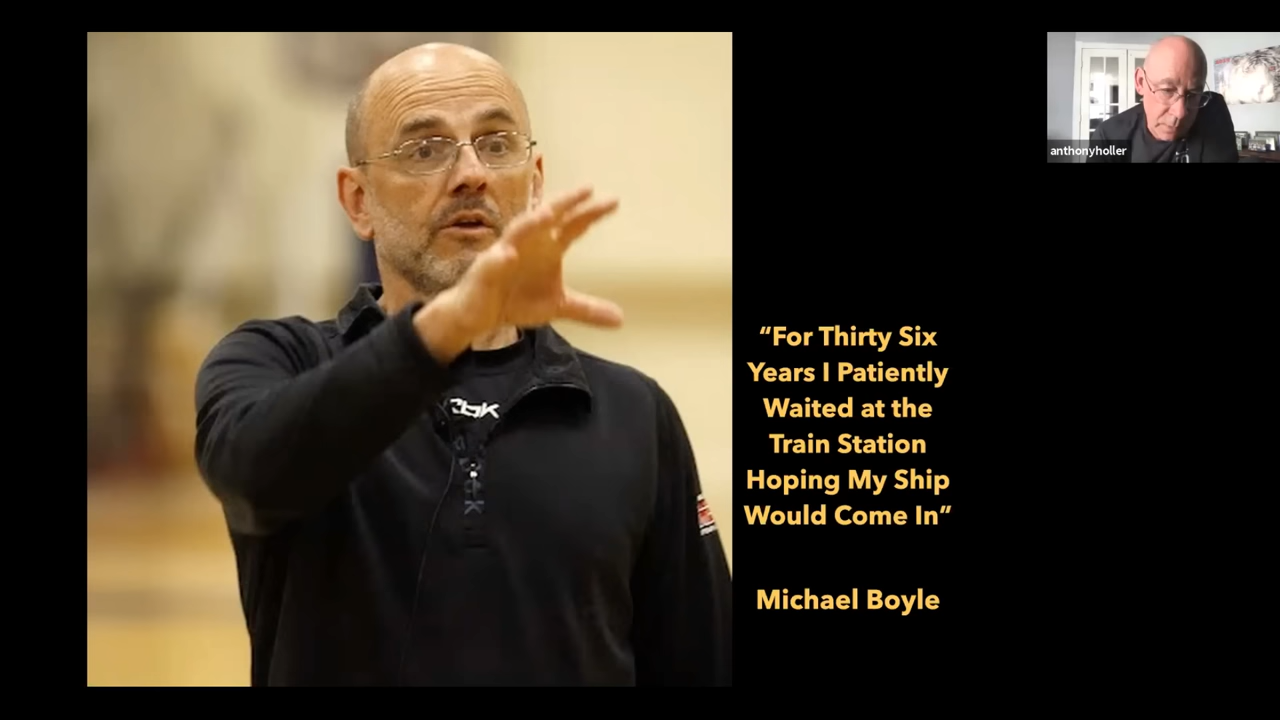 anthonyholler
“For Thirty Six
Years I Patiently
Waited at the
Train Station
Hoping My Ship
Would Come In”
Michael Boyle